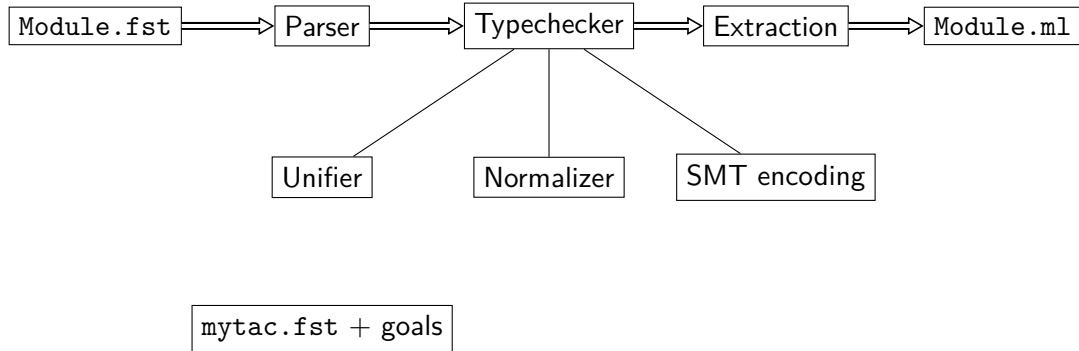 Module.fst
Parser
Typechecker
Extraction
Module.ml
Unifier
Normalizer
SMT encoding
mytac.fst + goals